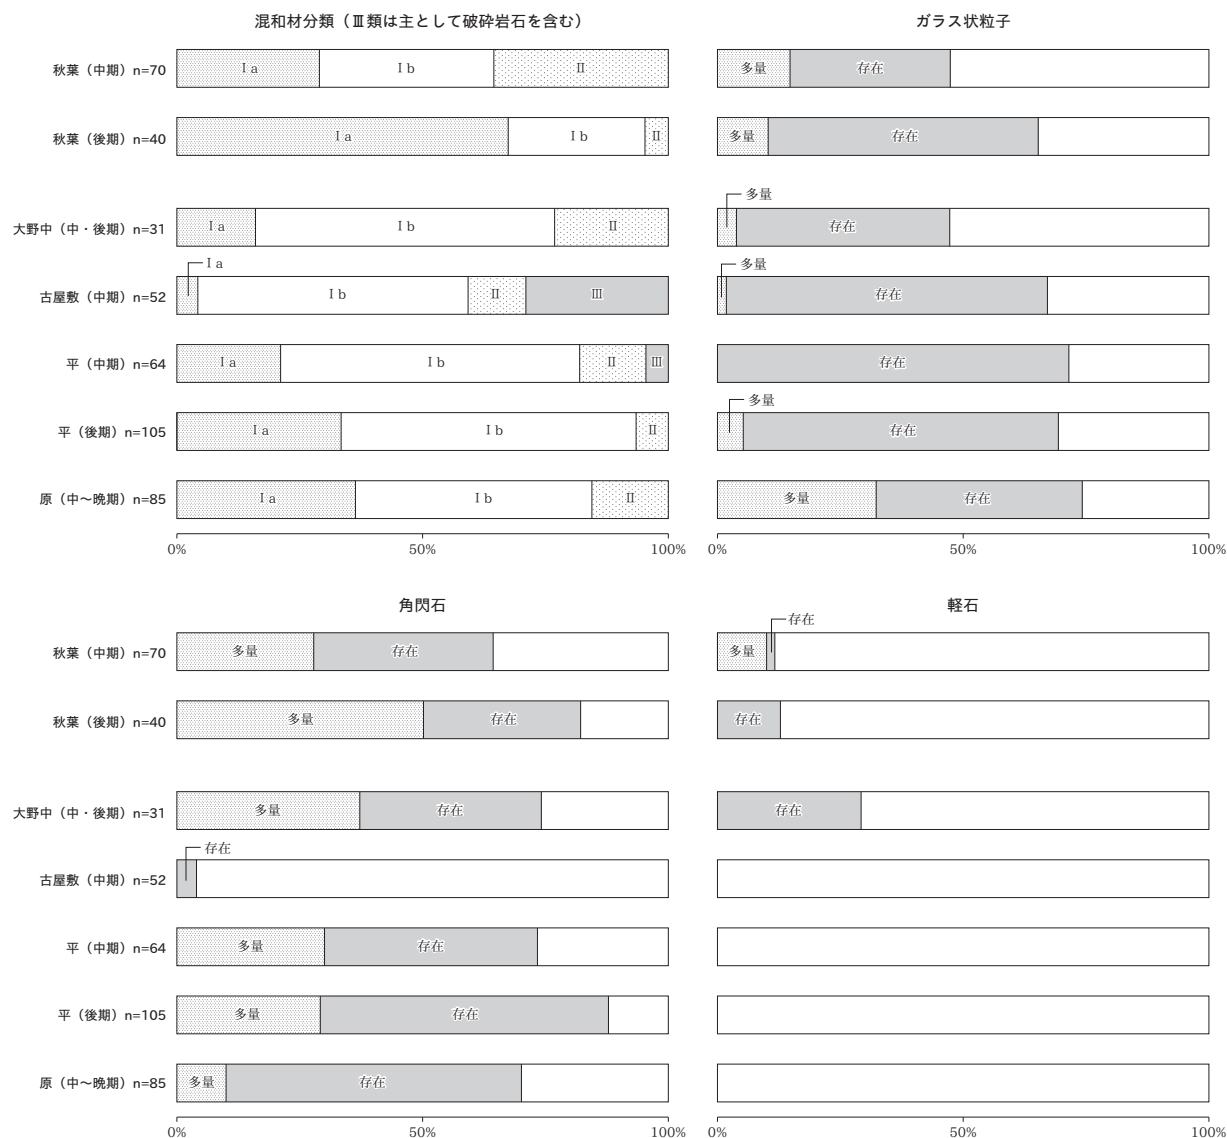 混和材分類（Ⅲ類は主として破砕岩石を含む）
秋葉（中期）n=70
Ⅰa
Ⅰb
Ⅱ
秋葉（後期）n=40
Ⅰa
Ⅰb
Ⅱ
大野中（中・後期）n=31
Ⅰa
Ⅰb
Ⅱ
Ⅰa
古屋敷（中期）n=52
Ⅰb
Ⅱ
Ⅲ
平（中期）n=64
Ⅰa
Ⅰb
Ⅱ
Ⅲ
平（後期）n=105
Ⅰa
Ⅰb
Ⅱ
原（中～晩期）n=85
Ⅰa
Ⅰb
Ⅱ
0%
50%
100%
ガラス状粒子
多量
存在
多量
存在
多量
存在
多量
存在
存在
多量
存在
多量
存在
0%
50%
100%
角閃石
秋葉（中期）n=70
多量
存在
秋葉（後期）n=40
多量
存在
大野中（中・後期）n=31
多量
存在
存在
古屋敷（中期）n=52
平（中期）n=64
多量
存在
平（後期）n=105
多量
存在
原（中～晩期）n=85
多量
存在
0%
50%
100%
軽石
存在
多量
存在
存在
0%
50%
100%